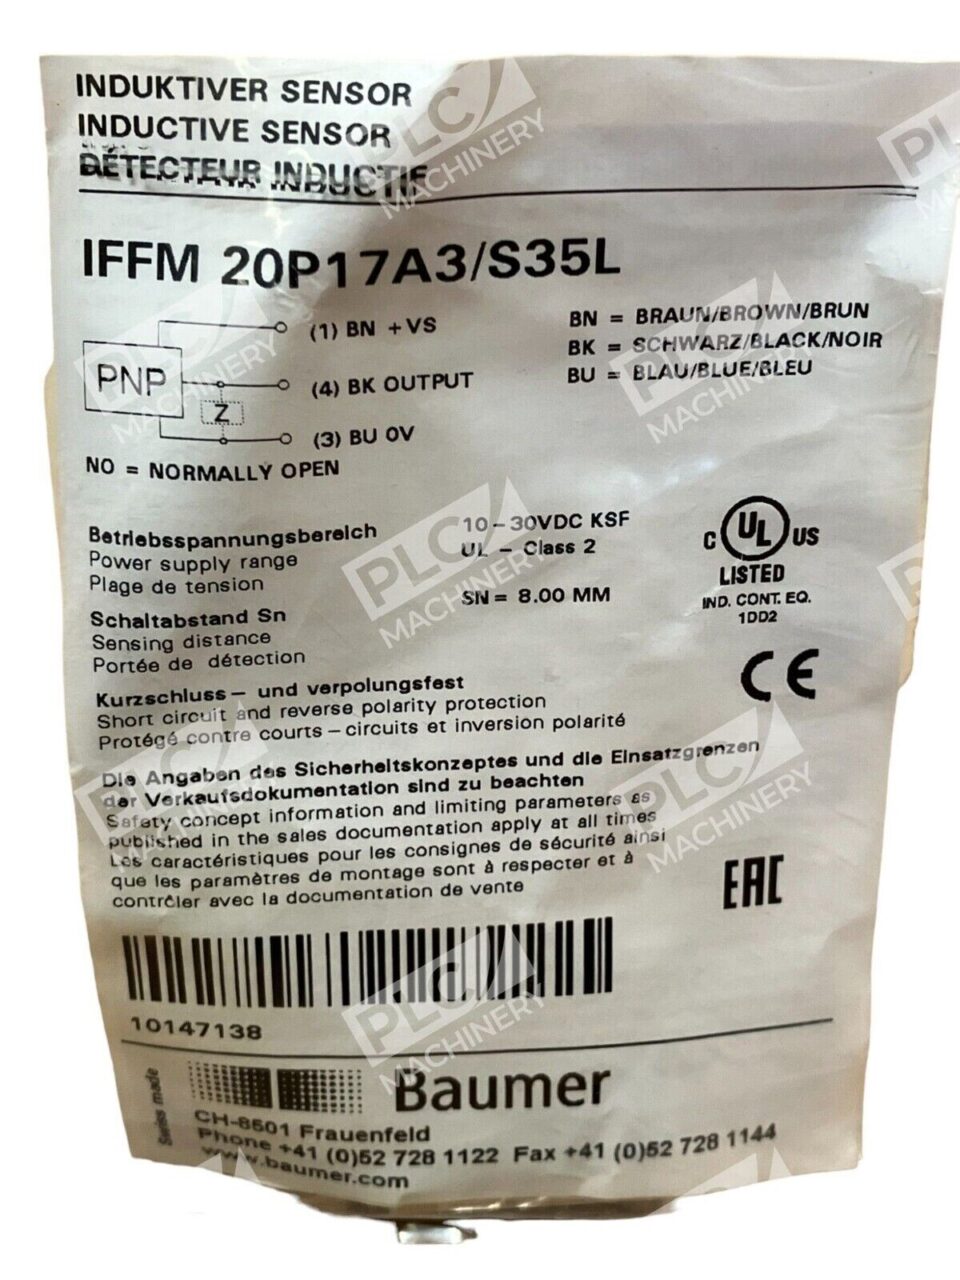 INDUKTIVER SENSOR
INDUCTIVE SENSOR
DÉTECTEUR INDUCTIF
IFFM 20P17A3/S35L
PNP
Z
(1) BN +VS
(4) BK OUTPUT
(3) BU 0V
BN = BRAUN/BROWN/BRUN
BK = SCHWARZ/BLACK/NOIR
BU = BLAU/BLUE/BLEU
NO = NORMALLY OPEN
Betriebsspannungsbereich
Power supply range
Plage de tension
10-30VDC KSF
UL - Class 2
Schaltabstand Sn
Sensing distance
Portée de détection
SN = 8.00 MM
C UL US
LISTED
IND. CONT. EQ.
1DD2
CE
Kurzschluss- und verpolungsfest
Short circuit and reverse polarity protection
Protégé contre courts-circuits et inversion polarité
Die Angaben des Sicherheitskonzeptes und die Einsatzgrenzen
der Verkaufsdokumentation sind zu beachten
Safety concept information and limiting parameters as
published in the sales documentation apply at all times
Les caractéristiques pour les consignes de sécurité ainsi
que les paramètres de montage sont à respecter et à
contrôler avec la documentation de vente
EAC
10147138
Swiss made
Baumer
CH-8501 Frauenfeld
Phone +41 (0)52 728 1122 Fax +41 (0)52 728 1144
www.baumer.com
PLC MACHINERY